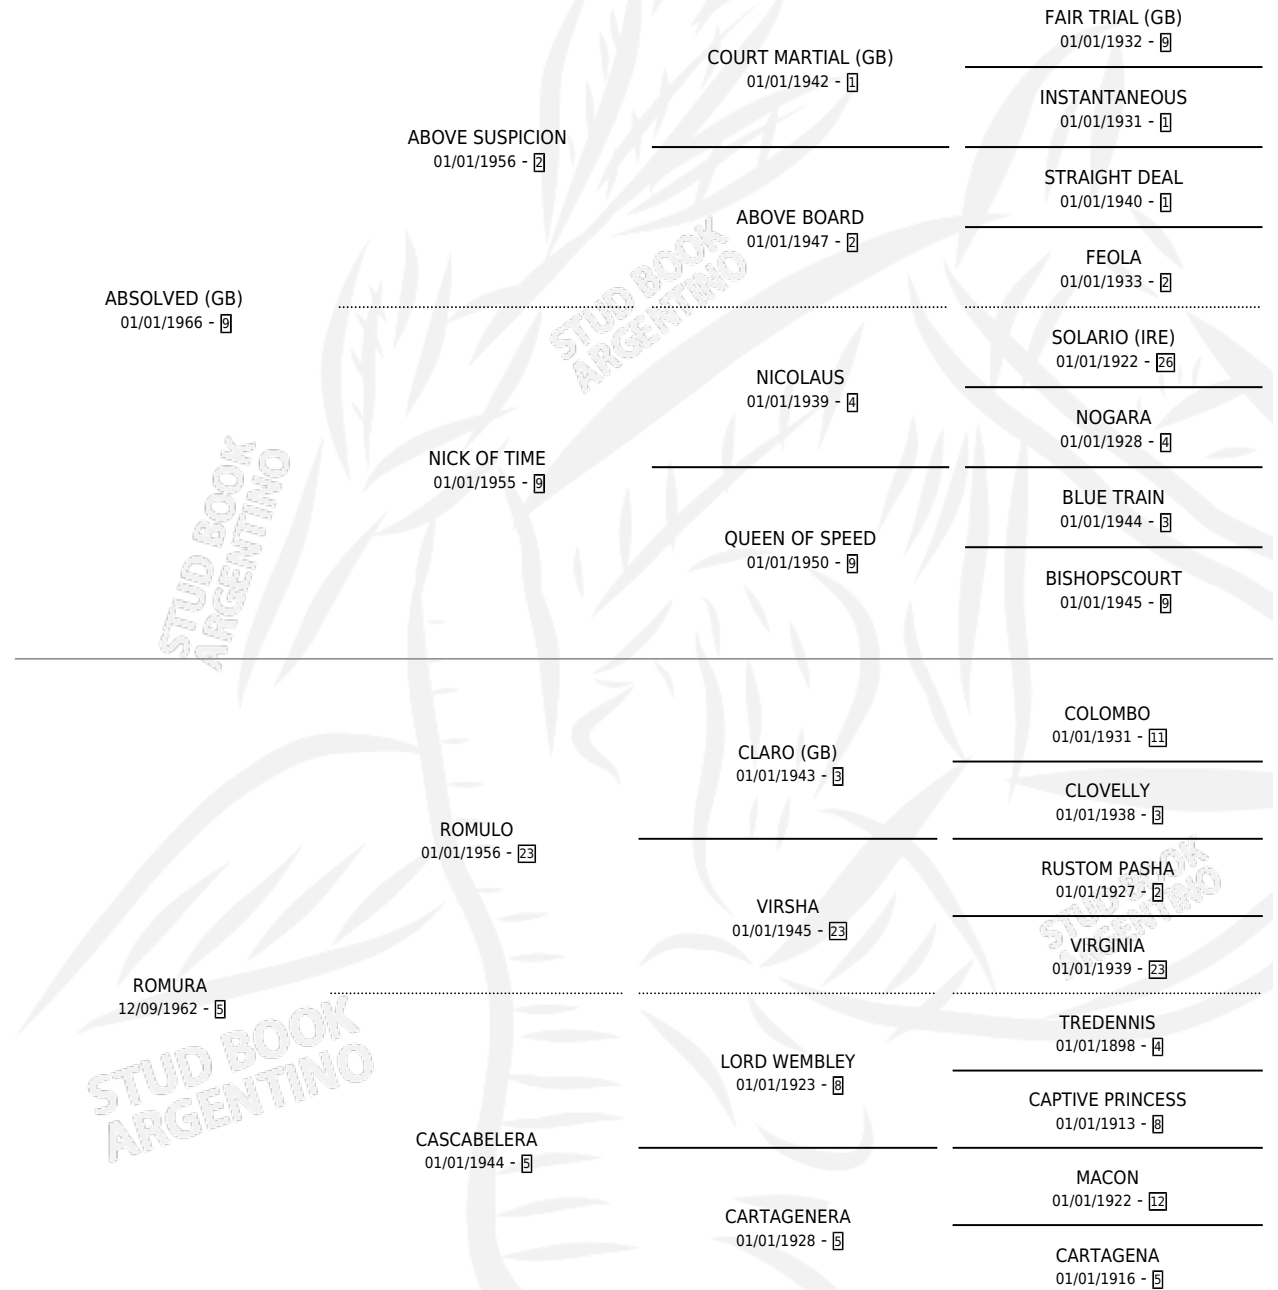 FAIR TRIAL (GB)
01/01/1932 - 9
COURT MARTIAL (GB)
01/01/1942 - 1
INSTANTANEOUS
01/01/1931 - 1
ABOVE SUSPICION
01/01/1956 - 2
STRAIGHT DEAL
01/01/1940 - 1
ABOVE BOARD
01/01/1947 - 2
FEOLA
01/01/1933 - 2
ABSOLVED (GB)
01/01/1966 - 9
SOLARIO (IRE)
01/01/1922 - 26
NICOLAUS
01/01/1939 - 4
NOGARA
01/01/1928 - 4
NICK OF TIME
01/01/1955 - 9
BLUE TRAIN
01/01/1944 - 3
QUEEN OF SPEED
01/01/1950 - 9
BISHOPSCOURT
01/01/1945 - 9
COLOMBO
01/01/1931 - 11
CLARO (GB)
01/01/1943 - 3
CLOVELLY
01/01/1938 - 3
ROMULO
01/01/1956 - 23
RUSTOM PASHA
01/01/1927 - 2
VIRSHA
01/01/1945 - 23
VIRGINIA
01/01/1939 - 23
ROMURA
12/09/1962 - 5
TREDENNIS
01/01/1898 - 4
LORD WEMBLEY
01/01/1923 - 8
CAPTIVE PRINCESS
01/01/1913 - 8
CASCABELERA
01/01/1944 - 5
MACON
01/01/1922 - 12
CARTAGENERA
01/01/1928 - 5
CARTAGENA
01/01/1916 - 5
STUD BOOK
ARGENTINO
STUD BOOK
ARGENTINO
STUD BOOK
ARGENTINO
STUD BOOK
ARGENTINO